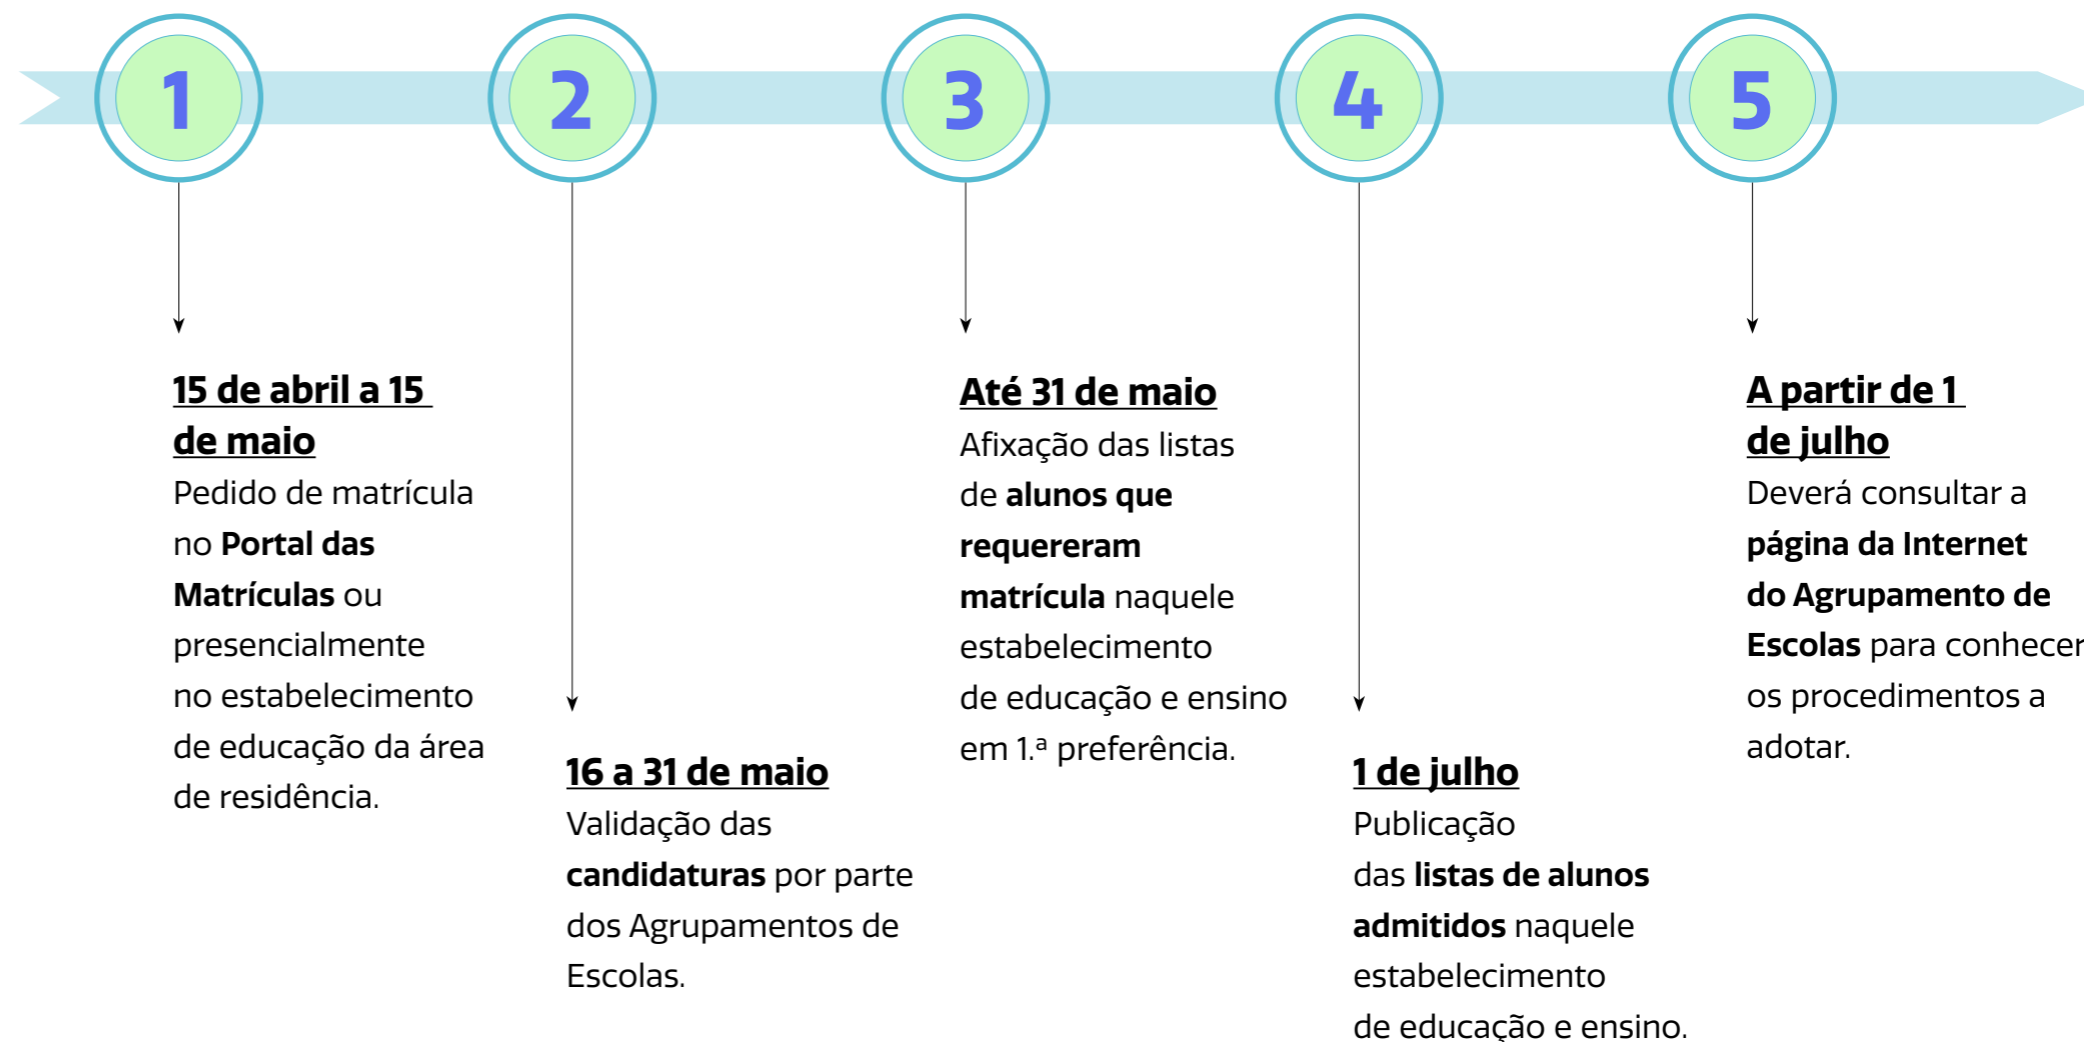 1
2
3
4
5
15 de abril a 15
de maio
Pedido de matrícula
no Portal das
Matrículas ou
presencialmente
no estabelecimento
de educação da área
de residência.
16 a 31 de maio
Validação das
candidaturas por parte
dos Agrupamentos de
Escolas.
Até 31 de maio
Afixação das listas
de alunos que
requereram
matrícula naquele
estabelecimento
de educação e ensino
em 1.ª preferência.
1 de julho
Publicação
das listas de alunos
admitidos naquele
estabelecimento
de educação e ensino.
A partir de 1
de julho
Deverá consultar a
página da Internet
do Agrupamento de
Escolas para conhecer
os procedimentos a
adotar.